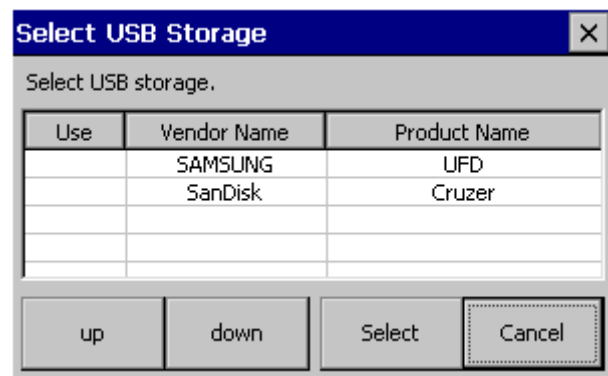 Select USB Storage
Select USB storage.
Use Vendor Name Product Name
SAMSUNG UFD
SanDisk Cruzer
up down Select Cancel